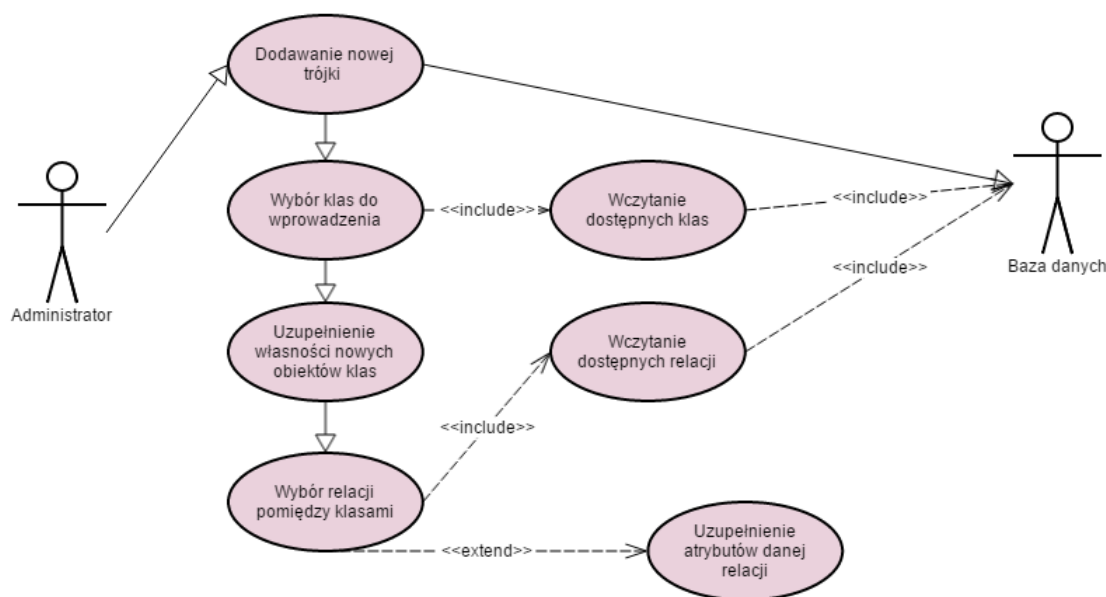 Dodawanie nowej
trójki
Wybór klas do
wprowadzenia
<<include>>
Wczytanie
dostępnych klas
<<include>>
Baza danych
<<include>>
Administrator
Uzupełnienie
własności nowych
obiektów klas
Wczytanie
dostępnych relacji
<<include>>
Wybór relacji
pomiędzy klasami
<<extend>>
Uzupełnienie
atrybutów danej
relacji